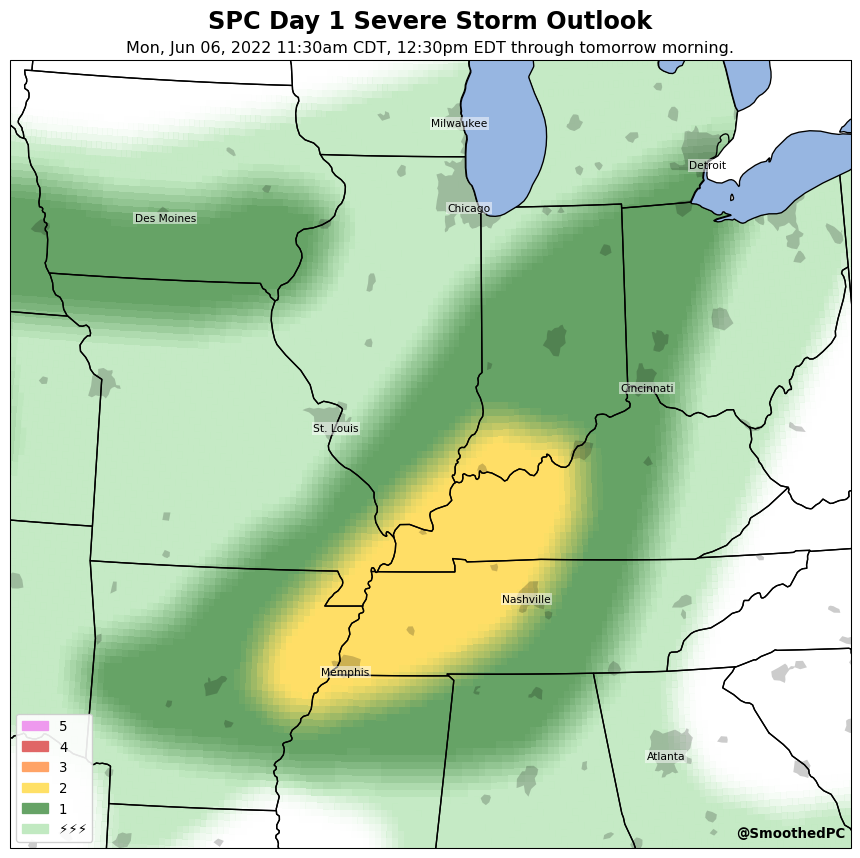 SPC Day 1 Severe Storm Outlook
Mon, Jun 06, 2022 11:30am CDT, 12:30pm EDT through tomorrow morning.
Milwaukee
Detroit
Chicago
Des Moines
Cincinnati
St. Louis
Nashville
Memphis
Atlanta
5
4
3
2
1
⚡⚡⚡
@SmoothedPC